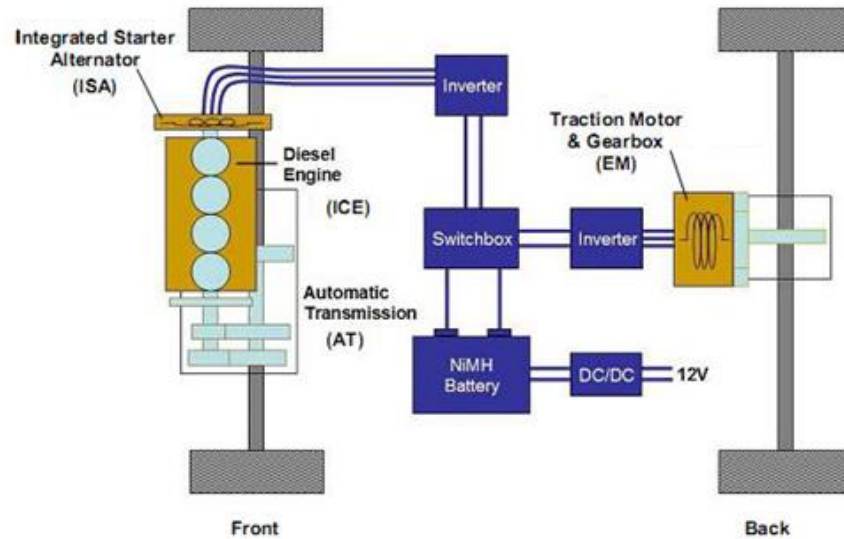 Integrated Starter
Alternator
(ISA)
Inverter
Diesel
Engine
(ICE)
Traction Motor
& Gearbox
(EM)
Switchbox
Inverter
Automatic
Transmission
(AT)
NiMH
Battery
DC/DC
12V
Front
Back